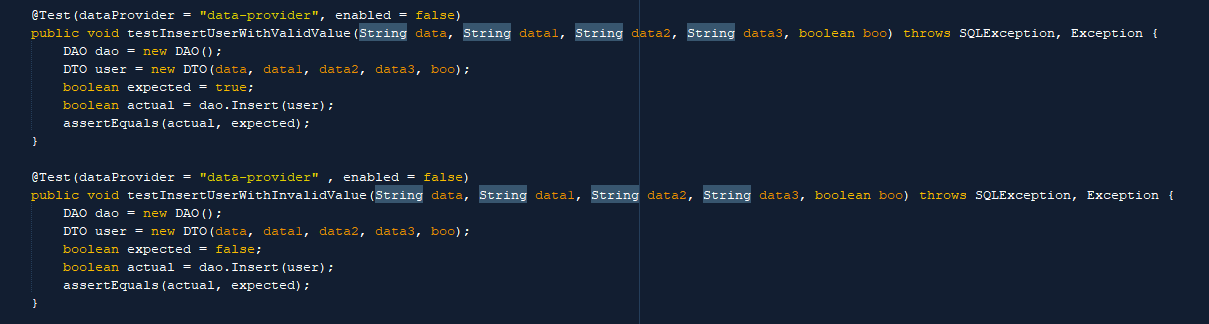 @Test(dataProvider = "data-provider", enabled = false)
public void testInsertUserWithValidValue(String data, String data1, String data2, String data3, boolean boo) throws SQLException, Exception {
DAO dao = new DAO();
DTO user = new DTO(data, data1, data2, data3, boo);
boolean expected = true;
boolean actual = dao.Insert(user);
assertEquals(actual, expected);
}
@Test(dataProvider = "data-provider" , enabled = false)
public void testInsertUserWithInvalidValue(String data, String data1, String data2, String data3, boolean boo) throws SQLException, Exception {
DAO dao = new DAO();
DTO user = new DTO(data, data1, data2, data3, boo);
boolean expected = false;
boolean actual = dao.Insert(user);
assertEquals(actual, expected);
}